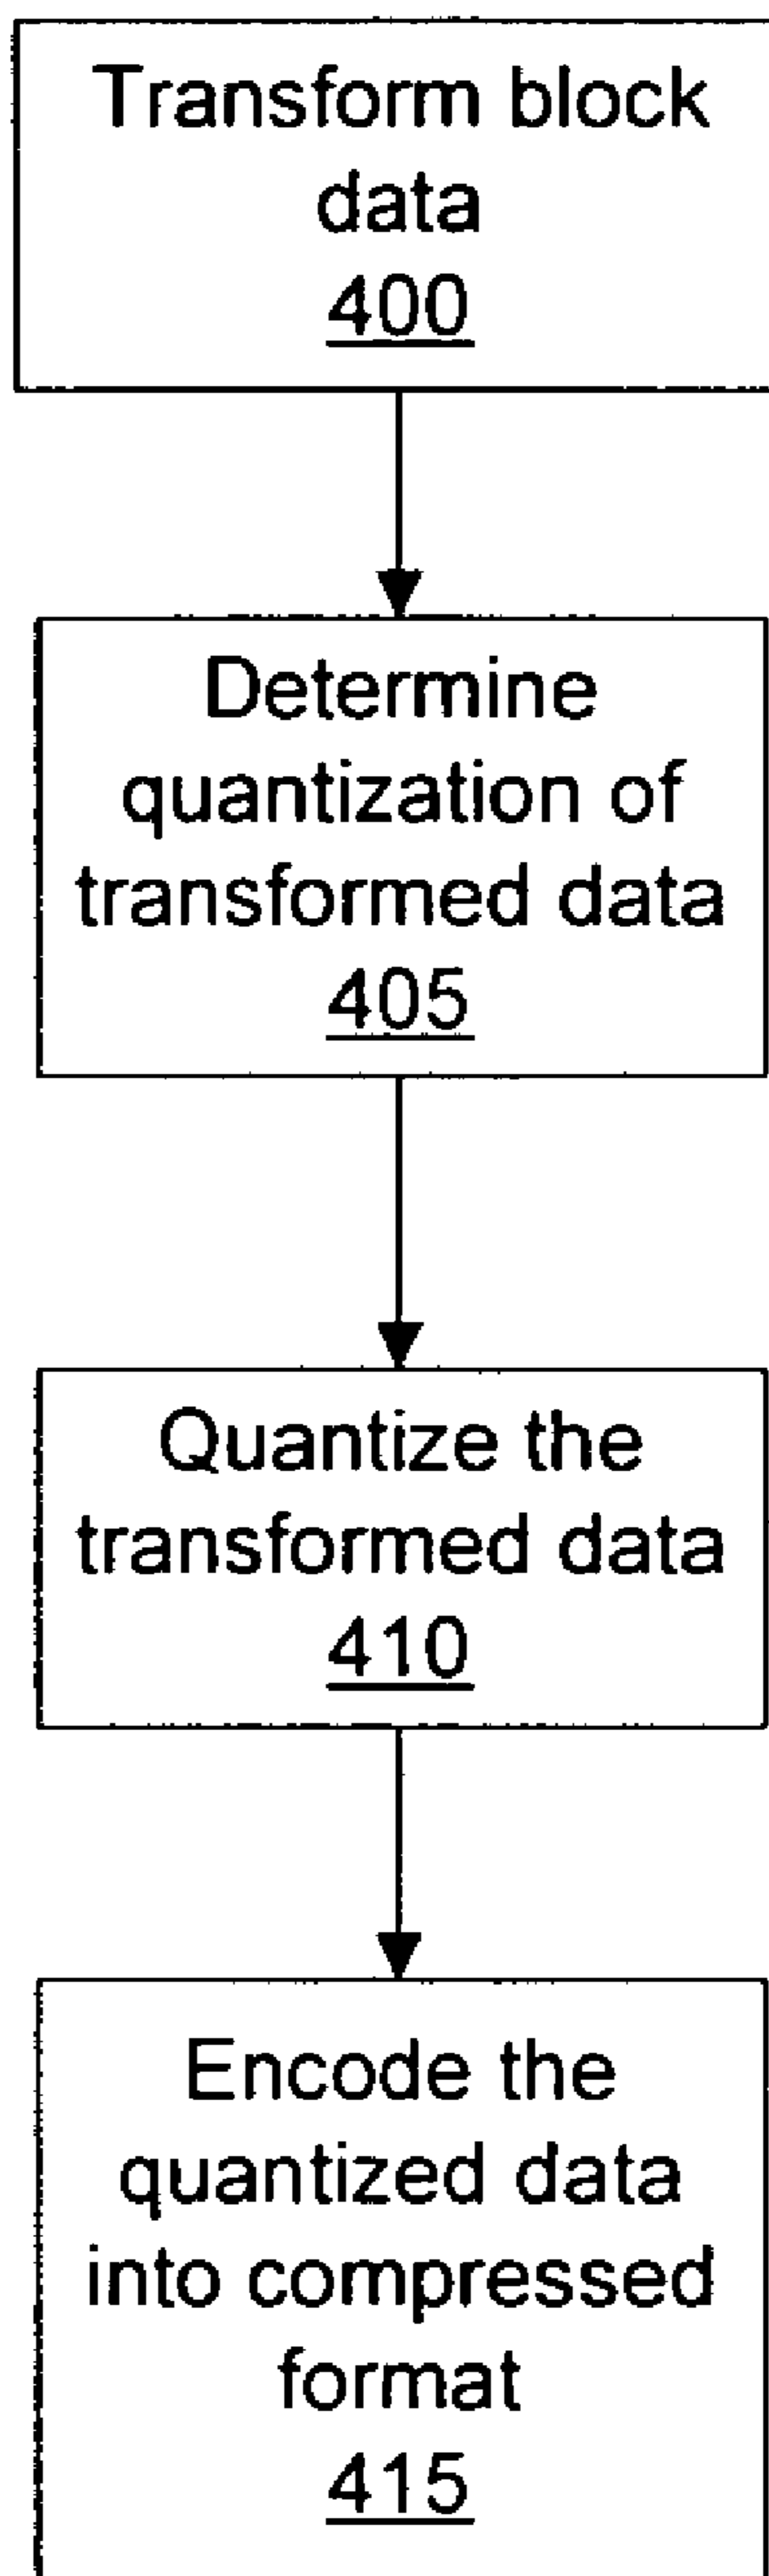 Transform block
data
400
Determine
quantization of
transformed data
405
Quantize the
transformed data
410
Encode the
quantized data
into compressed
format
415